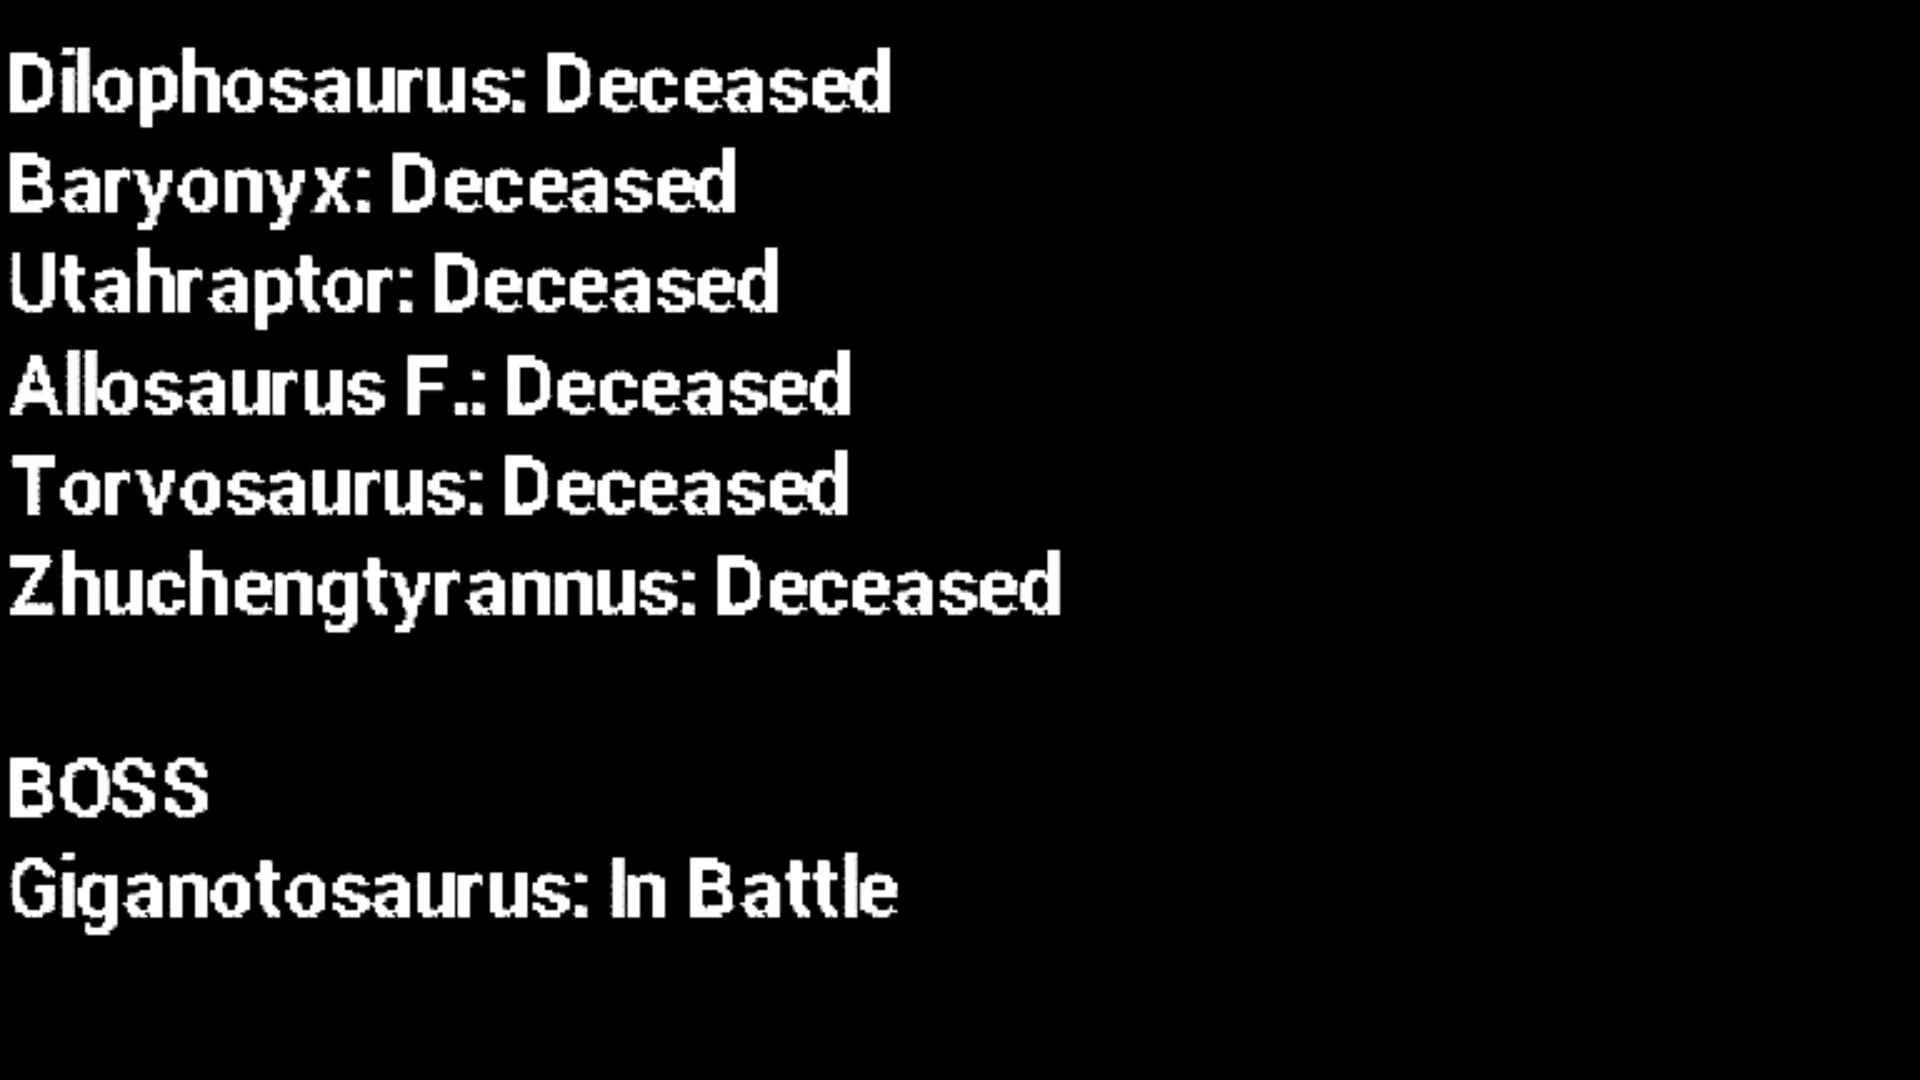 Dilophosaurus: Deceased
Baryonyx: Deceased
Utahraptor: Deceased
Allosaurus F.: Deceased
Torvosaurus: Deceased
Zhuchengtyrannus: Deceased
BOSS
Giganotosaurus: In Battle